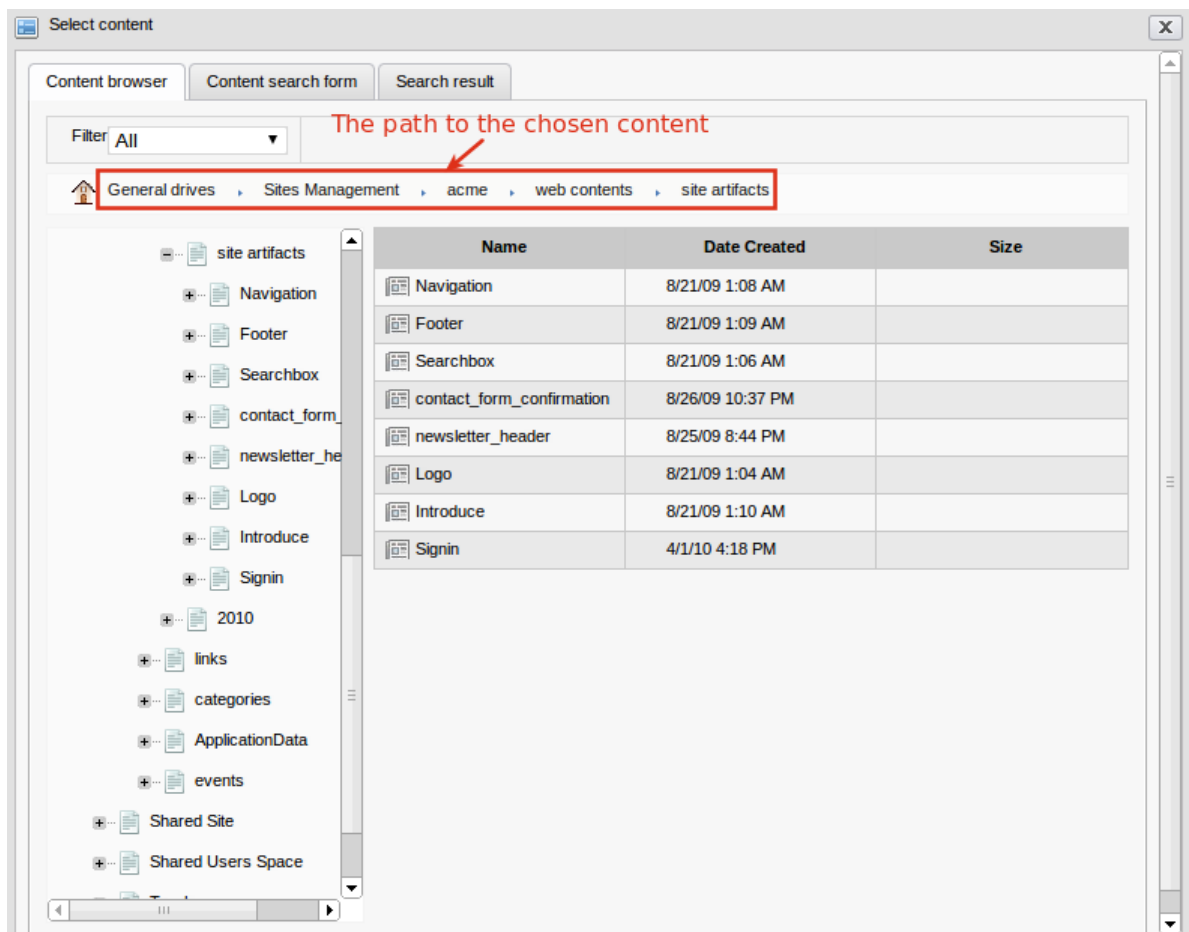 Select content
X
Content browser Content search form Search result
Filter All
The path to the chosen content
General drives Sites Management acme web contents site artifacts
site artifacts
Navigation
Footer
Searchbox
contact_form_
newsletter_he
Logo
Introduce
Signin
2010
links
categories
ApplicationData
events
Shared Site
Shared Users Space
Name Date Created Size
Navigation 8/21/09 1:08 AM
Footer 8/21/09 1:09 AM
Searchbox 8/21/09 1:06 AM
contact_form_confirmation 8/26/09 10:37 PM
newsletter_header 8/25/09 8:44 PM
Logo 8/21/09 1:04 AM
Introduce 8/21/09 1:10 AM
Signin 4/1/10 4:18 PM